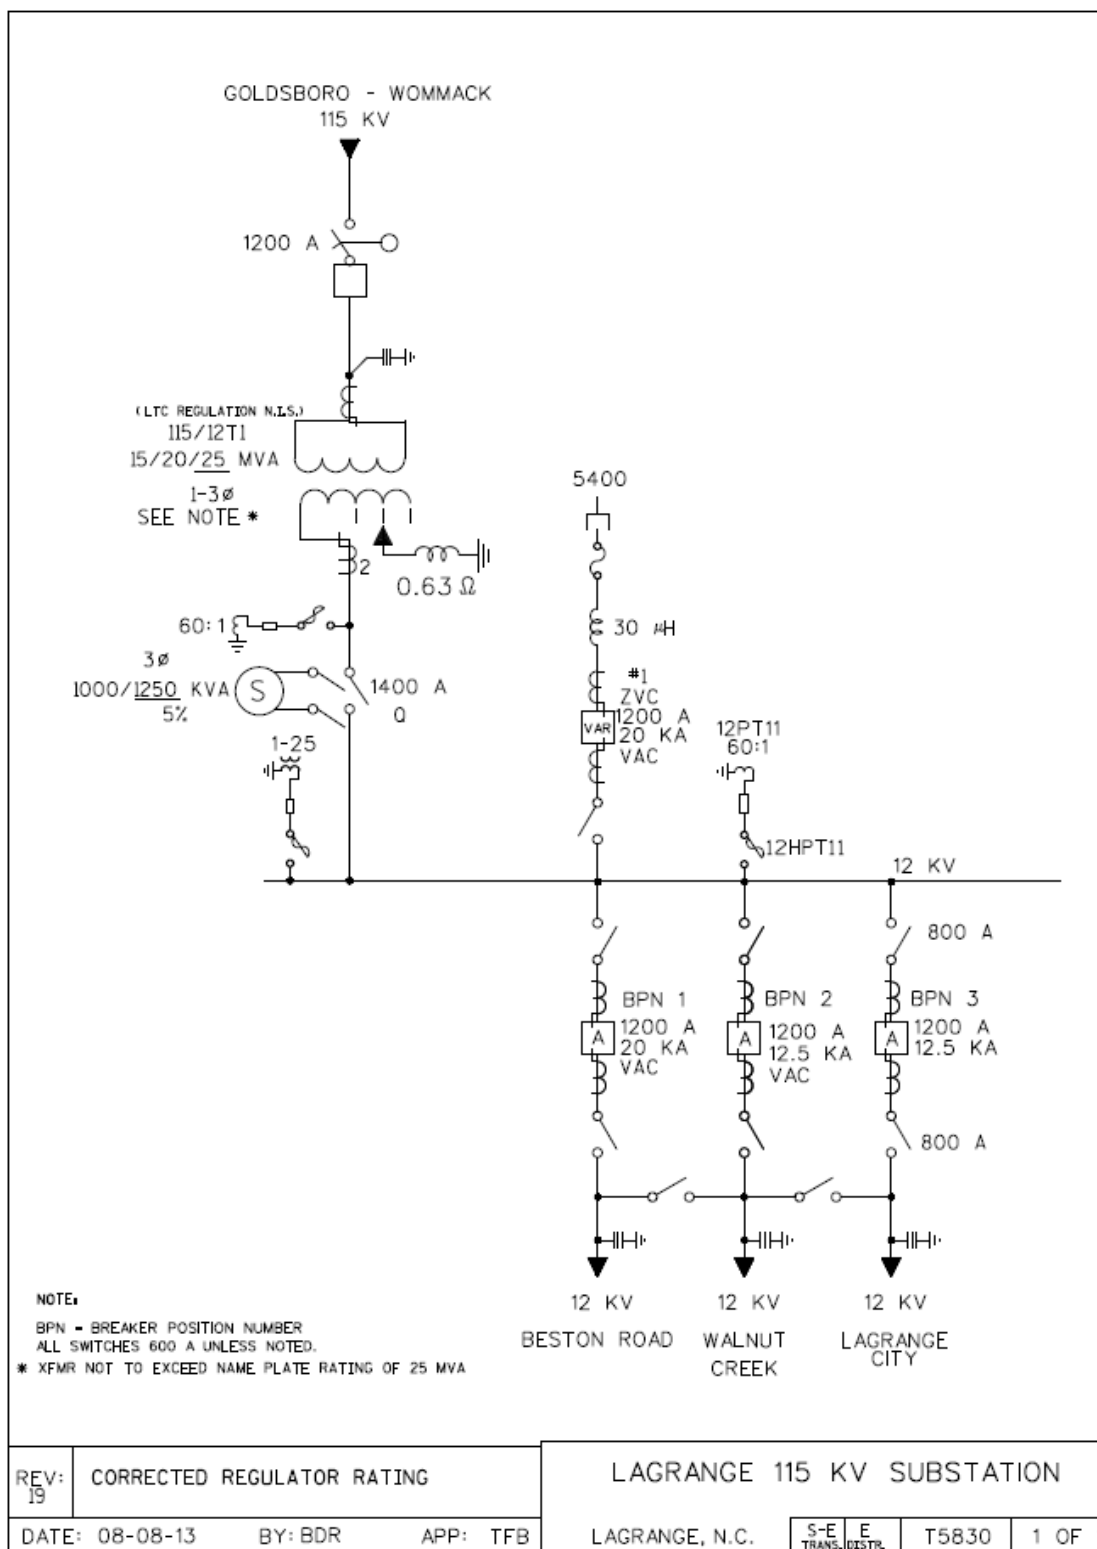 GOLDSBORO - WOMMACK
115 KV
1200 A
(LTC REGULATION N.I.S.)
115/12T1
15/20/25 MVA
1-3ø
SEE NOTE *
2
0.63 Ω
60:1
3ø
1000/1250 KVA
5%
S
1400 A
Q
1-25
5400
30 µH
#1
ZVC
1200 A
20 KA
VAC
VAR
12PT11
60:1
12HPT11
12 KV
800 A
BPN 1
1200 A
20 KA
VAC
A
BPN 2
1200 A
12.5 KA
VAC
A
BPN 3
1200 A
12.5 KA
A
800 A
12 KV
BESTON ROAD
12 KV
WALNUT
CREEK
12 KV
LAGRANGE
CITY
NOTE:
BPN - BREAKER POSITION NUMBER
ALL SWITCHES 600 A UNLESS NOTED.
* XFMR NOT TO EXCEED NAME PLATE RATING OF 25 MVA
REV:
19
CORRECTED REGULATOR RATING
DATE: 08-08-13 BY: BDR APP: TFB
LAGRANGE 115 KV SUBSTATION
LAGRANGE, N.C.
S-E
TRANS.
E
DISTR.
T5830
1 OF